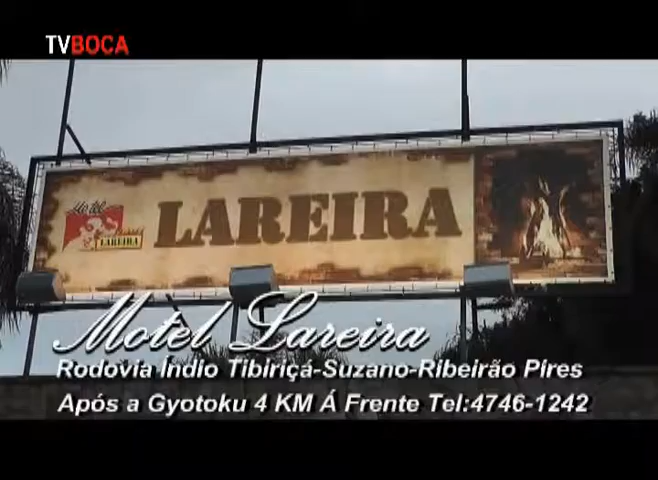 TVBOCA
Motel
LAREIRA
LAREIRA
Motel Lareira
Rodovia Índio Tibiriçá-Suzano-Ribeirão Pires
Após a Gyotoku 4 KM Á Frente Tel:4746-1242